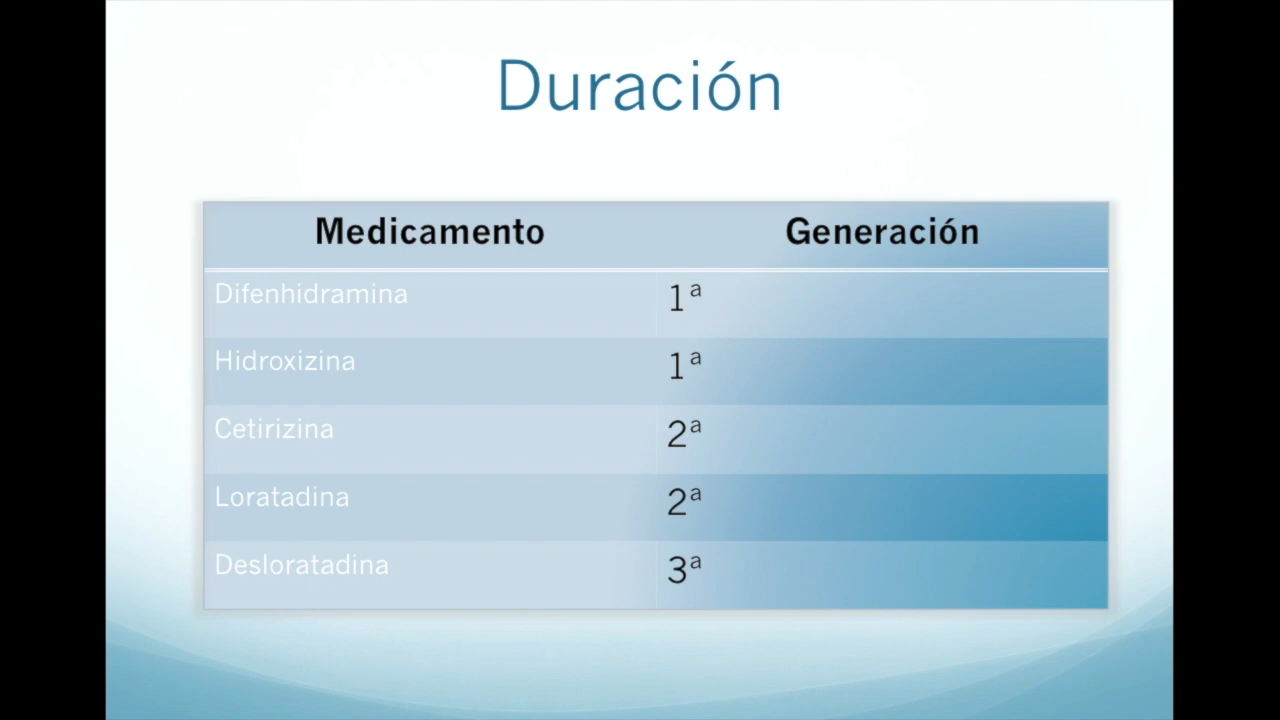 Duración
Medicamento Generación
Difenhidramina 1ª
Hidroxizina 1ª
Cetirizina 2ª
Loratadina 2ª
Desloratadina 3ª